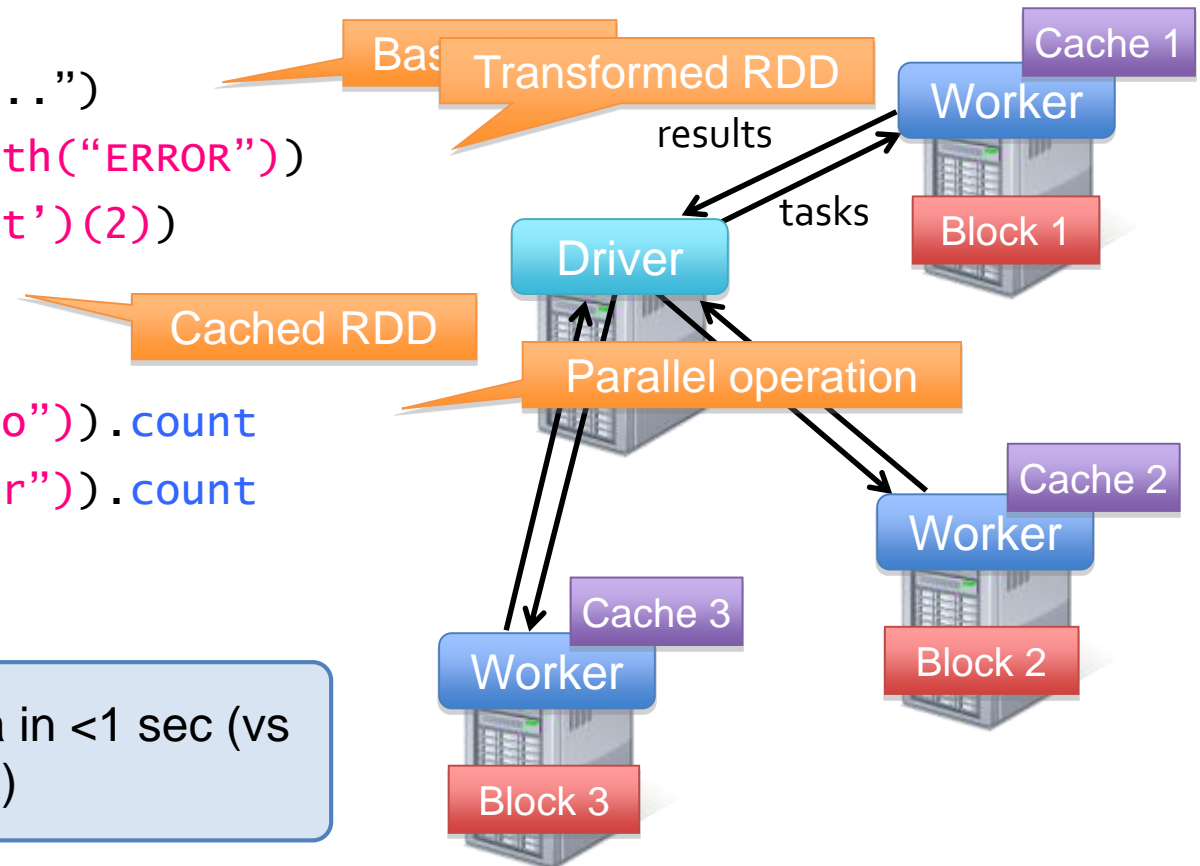 ..")
th(“ERROR”))
t’)(2))
Bas
Transformed RDD
Cached RDD
Parallel operation
o”)).count
r”)).count
in <1 sec (vs
)
results
tasks
Driver
Cache 1
Worker
Block 1
Cache 2
Worker
Block 2
Cache 3
Worker
Block 3